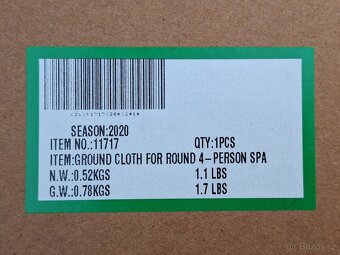 SEASON:2020
ITEM NO.:11717 QTY:1PCS
ITEM:GROUND CLOTH FOR ROUND 4-PERSON SPA
N.W.:0.52KGS 1.1 LBS
G.W.:0.78KGS 1.7 LBS